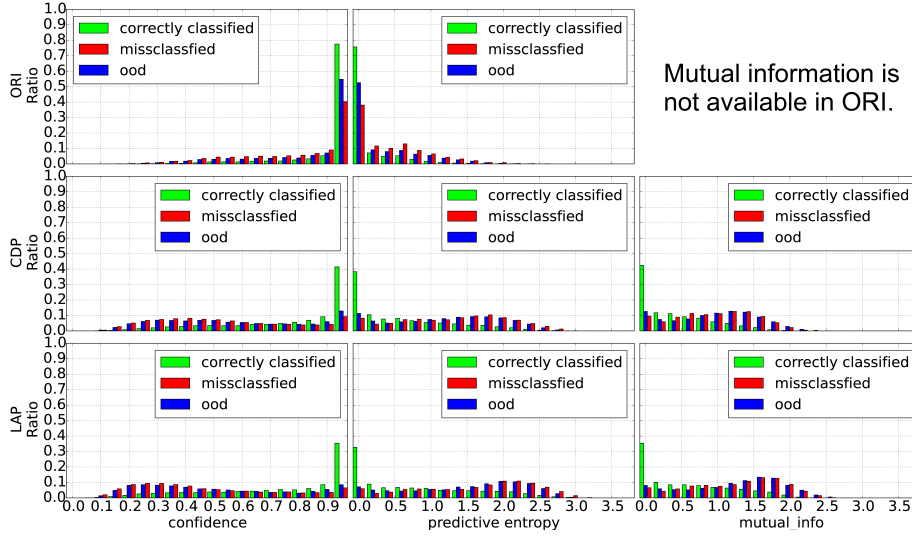 1.0
0.9
0.8
0.7
0.6
0.5
0.4
0.3
0.2
0.1
0.0
ORI
Ratio
correctly classified
missclassfied
ood
correctly classified
missclassfied
ood
Mutual information is
not available in ORI.
1.0
0.9
0.8
0.7
0.6
0.5
0.4
0.3
0.2
0.1
0.0
CDP
Ratio
correctly classified
missclassfied
ood
correctly classified
missclassfied
ood
correctly classified
missclassfied
ood
1.0
0.9
0.8
0.7
0.6
0.5
0.4
0.3
0.2
0.1
0.0
LAP
Ratio
correctly classified
missclassfied
ood
correctly classified
missclassfied
ood
correctly classified
missclassfied
ood
0.0 0.1 0.2 0.3 0.4 0.5 0.6 0.7 0.8 0.9 0.0 0.5 1.0 1.5 2.0 2.5 3.0 3.5 0.0 0.5 1.0 1.5 2.0 2.5 3.0 3.5
confidence predictive entropy mutual_info